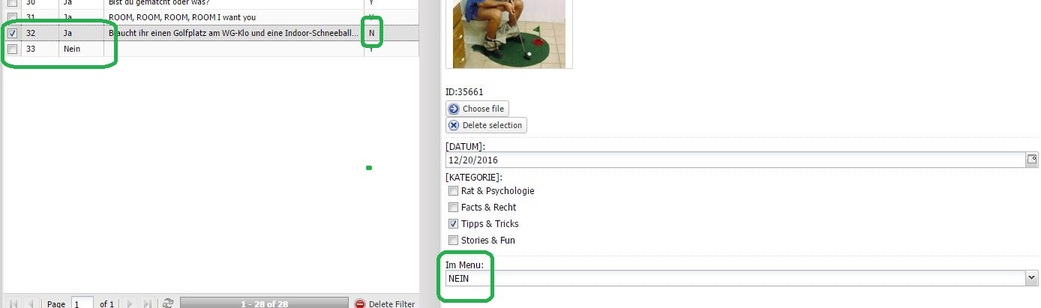 30 Ja Bist du gematcht oder was? Y
31 Ja ROOM, ROOM, ROOM, ROOM I want you
32 Ja Braucht ihr einen Golfplatz am WG-Klo und eine Indoor-Schneeball... N
33 Nein
Page 1 of 1 1 - 28 of 28 Delete Filter
ID:35661
Choose file
Delete selection
[DATUM]:
12/20/2016
[KATEGORIE]:
Rat & Psychologie
Facts & Recht
Tipps & Tricks
Stories & Fun
Im Menu:
NEIN